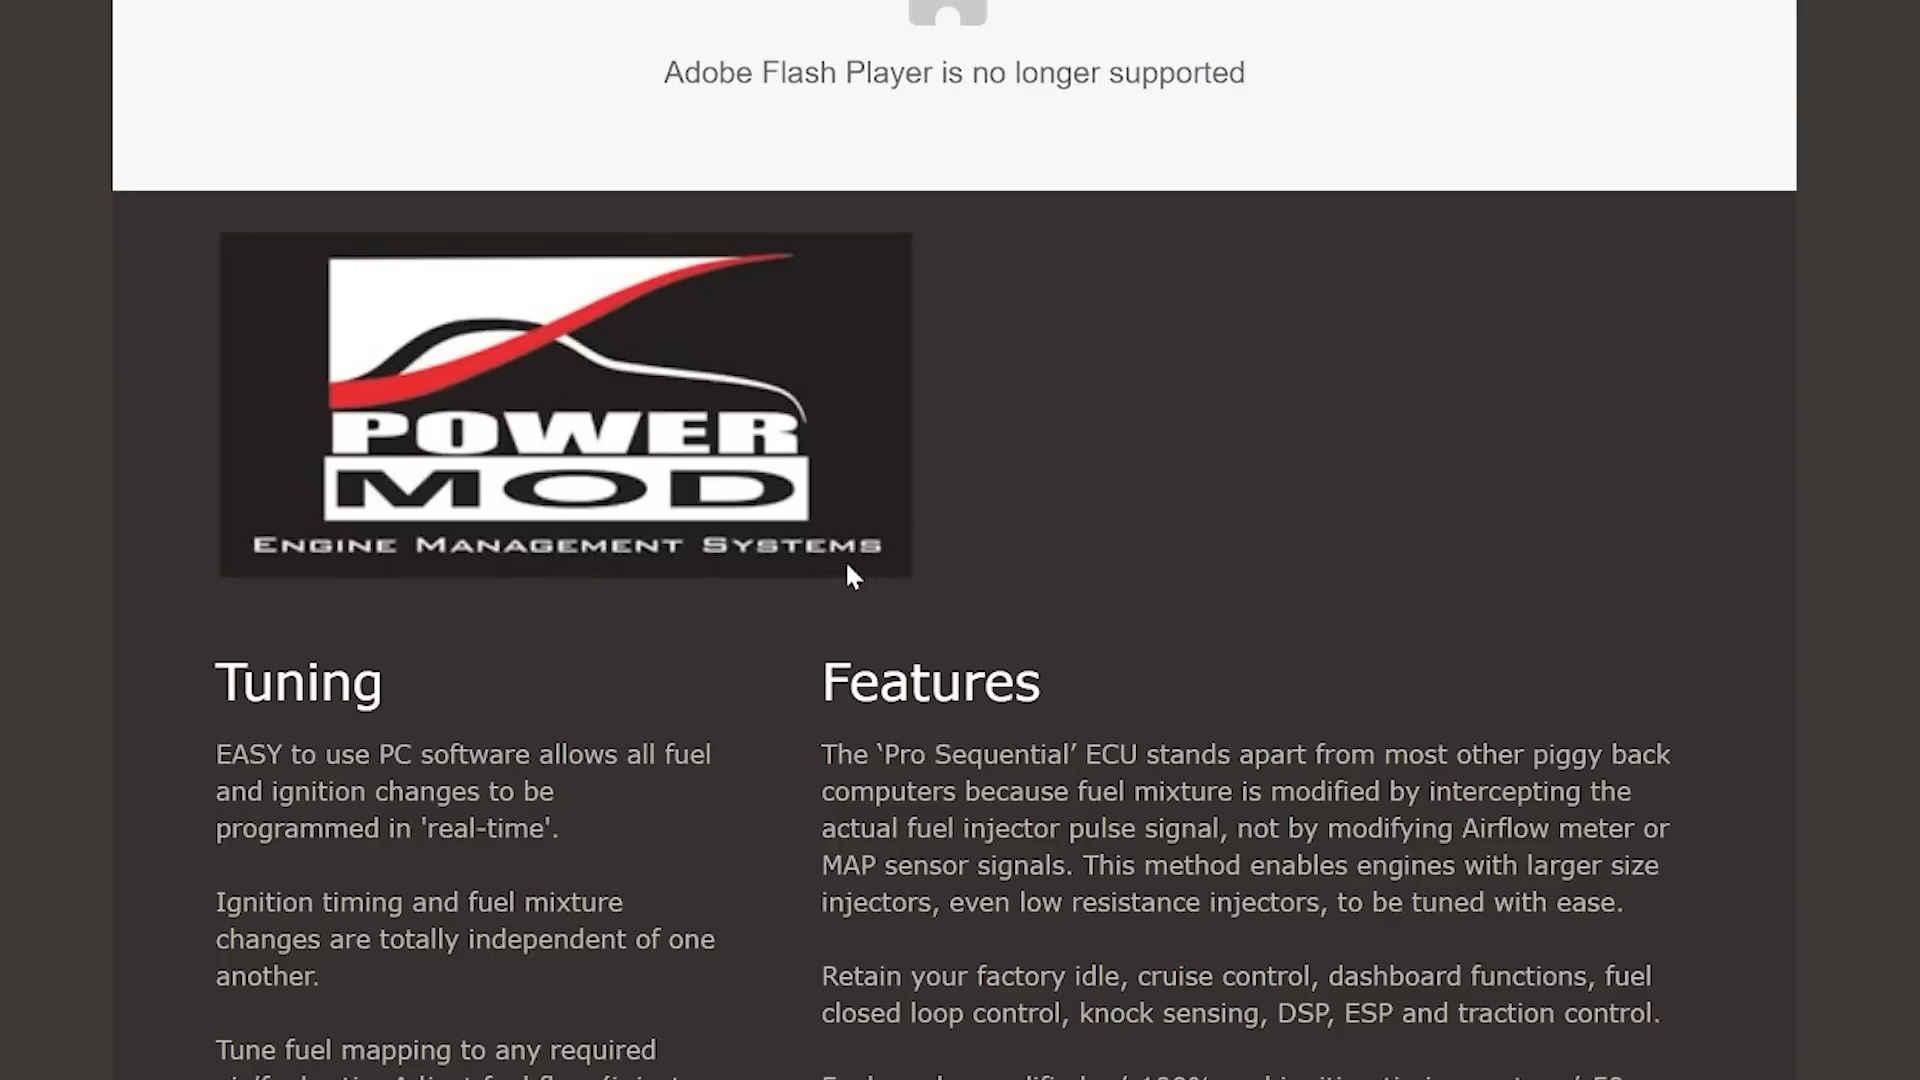 Adobe Flash Player is no longer supported
POWER
MOD
ENGINE MANAGEMENT SYSTEMS
Tuning
EASY to use PC software allows all fuel
and ignition changes to be
programmed in 'real-time'.
Ignition timing and fuel mixture
changes are totally independent of one
another.
Tune fuel mapping to any required
Features
The ‘Pro Sequential’ ECU stands apart from most other piggy back
computers because fuel mixture is modified by intercepting the
actual fuel injector pulse signal, not by modifying Airflow meter or
MAP sensor signals. This method enables engines with larger size
injectors, even low resistance injectors, to be tuned with ease.
Retain your factory idle, cruise control, dashboard functions, fuel
closed loop control, knock sensing, DSP, ESP and traction control.